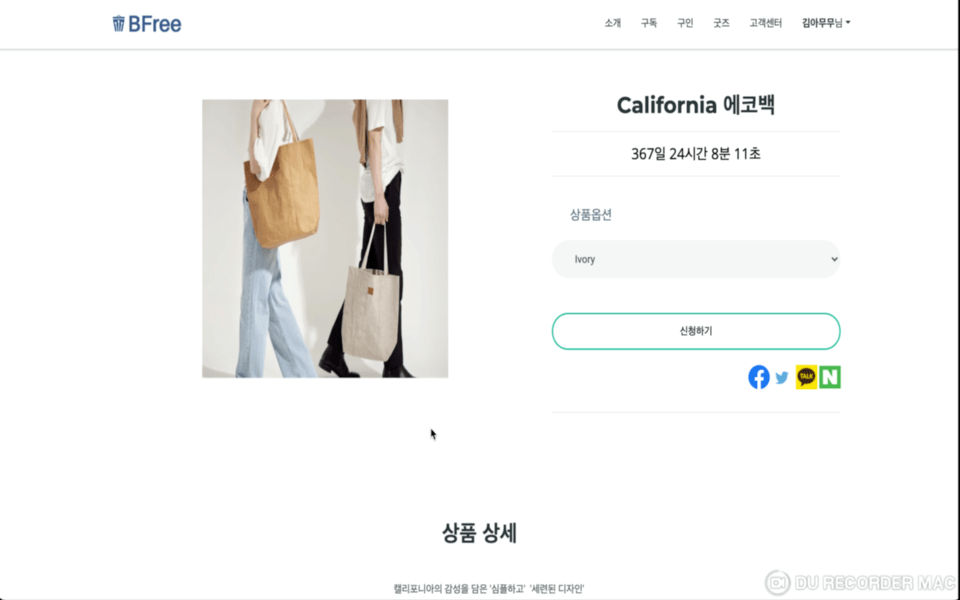 BFree
소개 구독 구인 굿즈 고객센터 김아무무님
California 에코백
367일 24시간 8분 11초
상품옵션
Ivory
신청하기
TALK
N
상품 상세
캘리포니아의 감성을 담은 '심플하고' '세련된 디자인'
DU RECORDER MAC